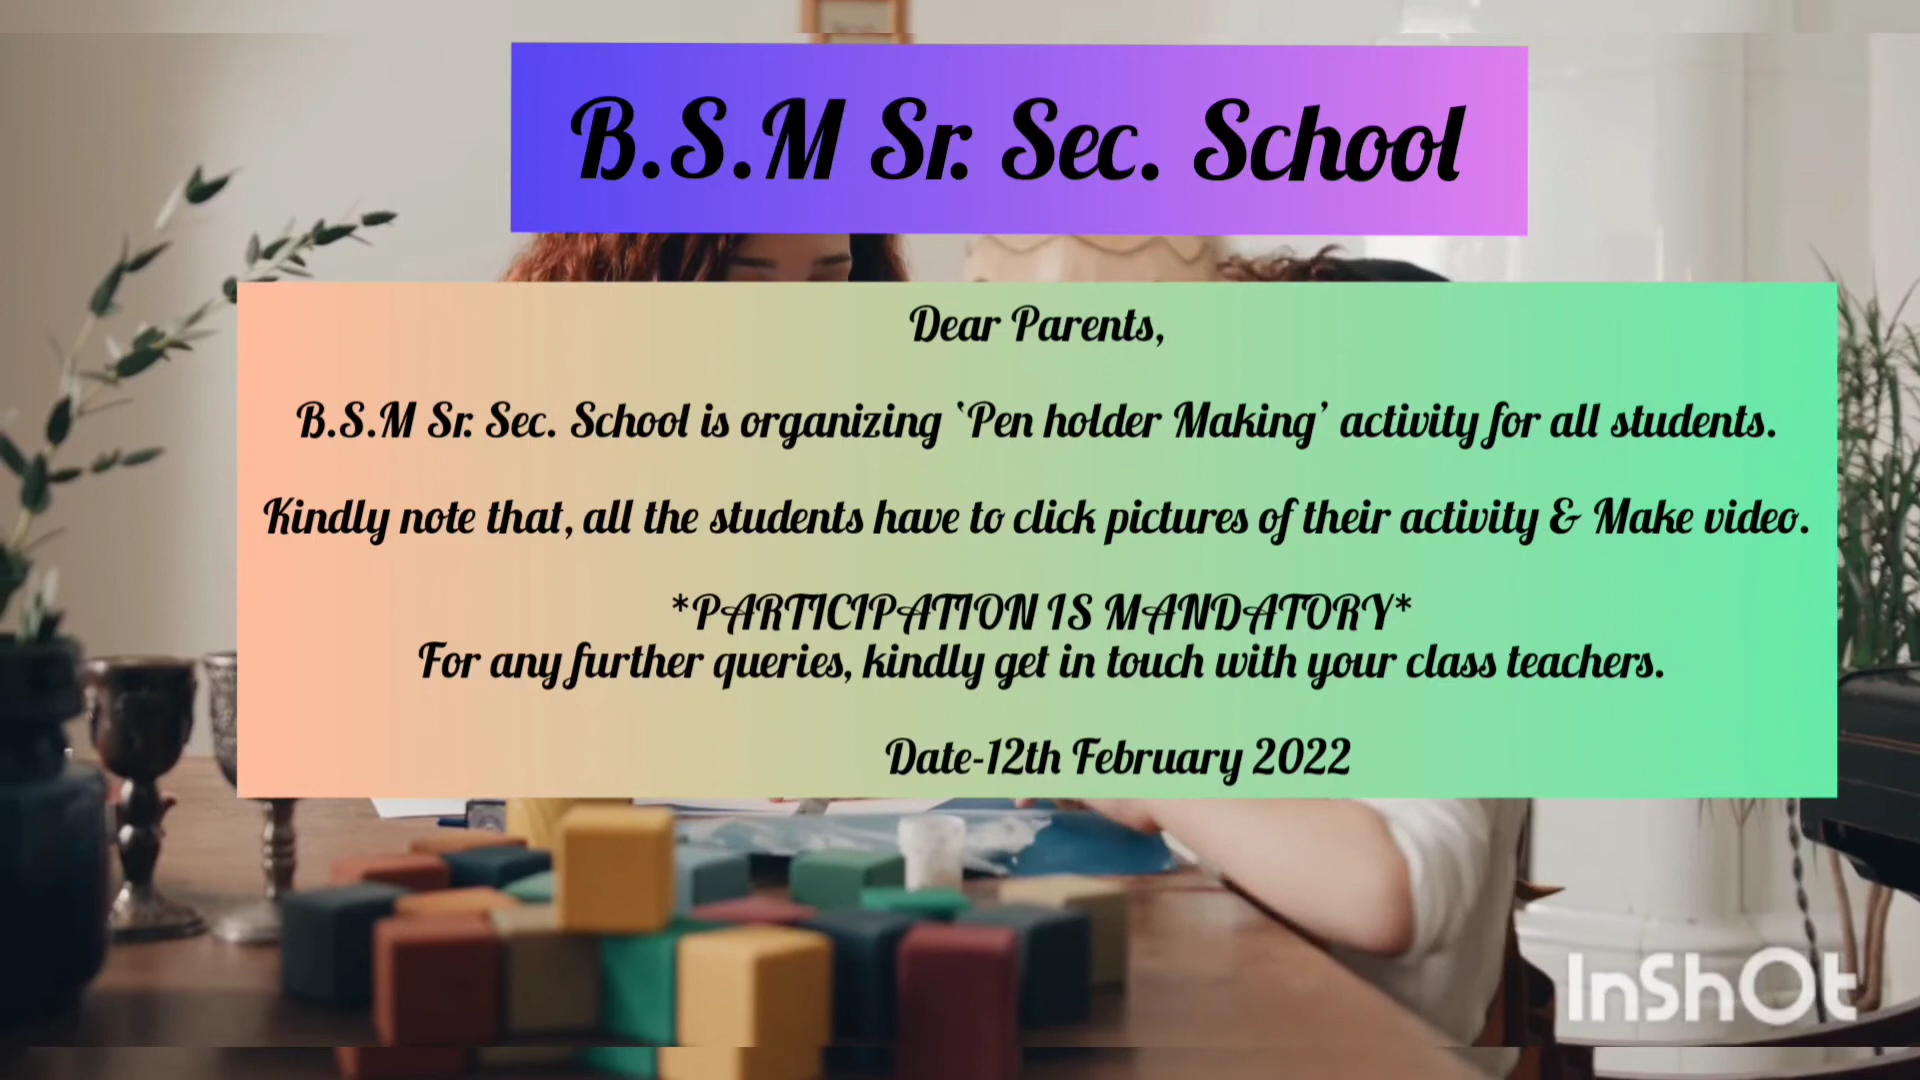 B.S.M Sr. Sec. School
Dear Parents,
B.S.M Sr. Sec. School is organizing ‘Pen holder Making’ activity for all students.
Kindly note that, all the students have to click pictures of their activity & Make video.
*PARTICIPATION IS MANDATORY*
For any further queries, kindly get in touch with your class teachers.
Date-12th February 2022
InShOt